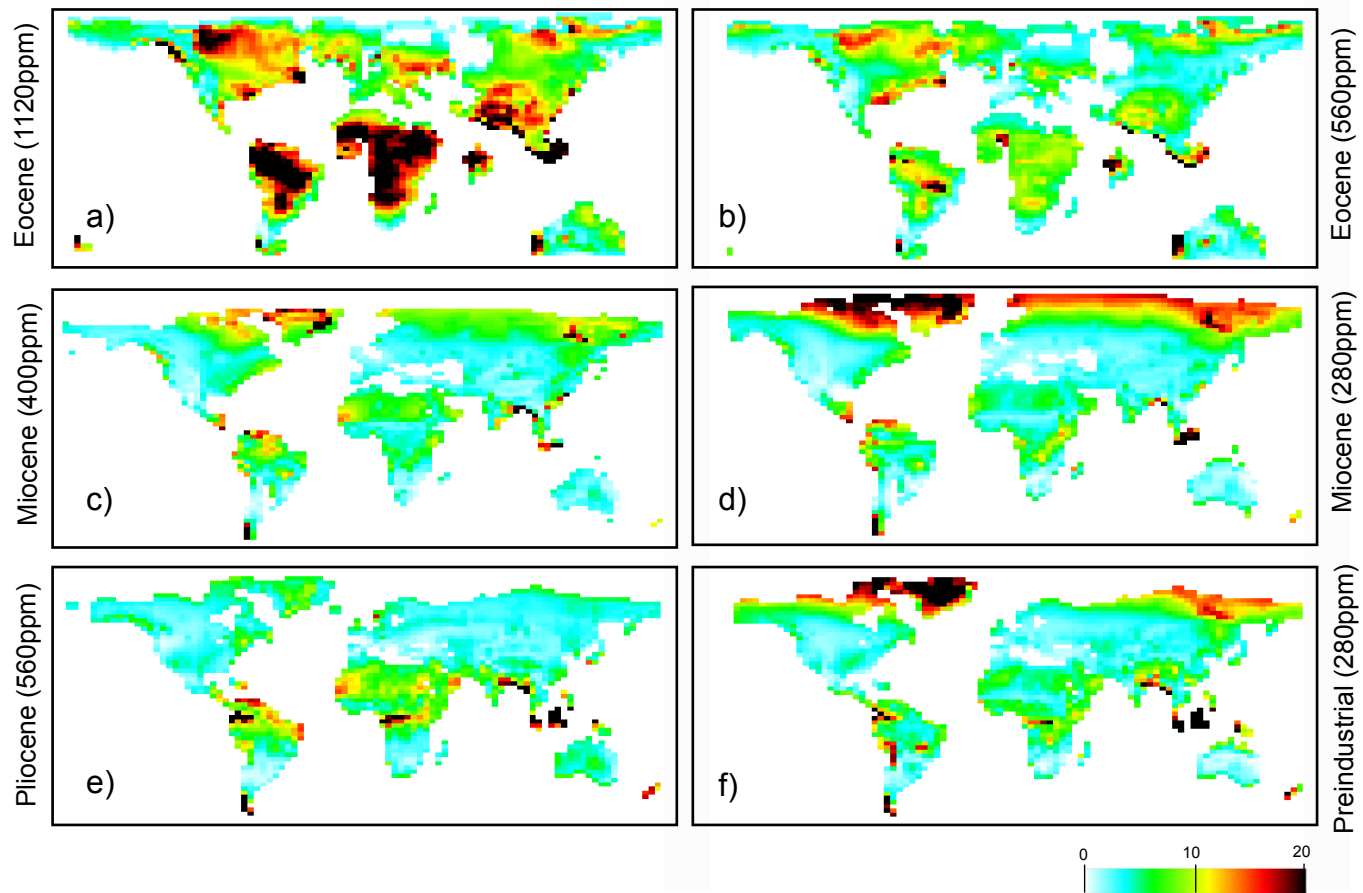 Eocene (1120ppm)
a)
b)
Eocene (560ppm)
Miocene (400ppm)
c)
d)
Miocene (280ppm)
Pliocene (560ppm)
e)
f)
Preindustrial (280ppm)
0 10 20